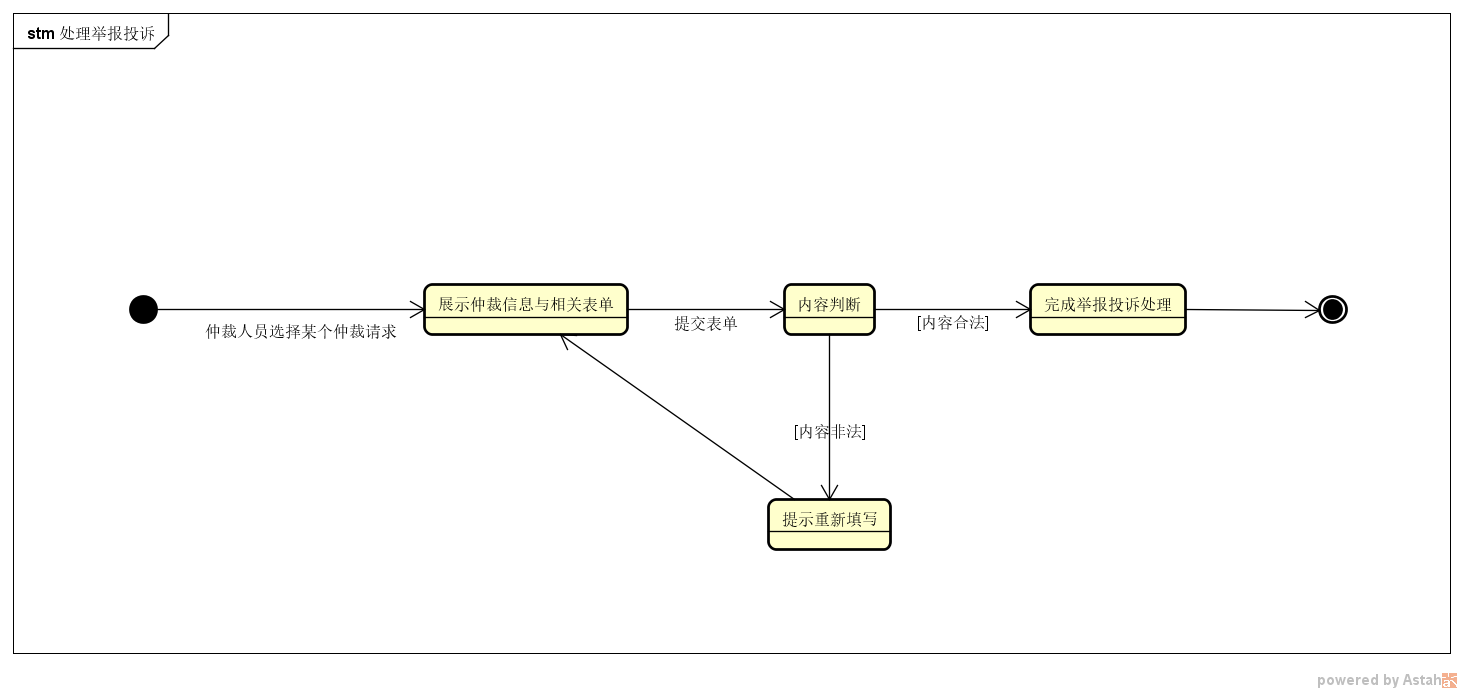 stm 处理举报投诉
展示仲裁信息与相关表单
内容判断
完成举报投诉处理
仲裁人员选择某个仲裁请求
提交表单
[内容合法]
[内容非法]
提示重新填写
powered by Astah